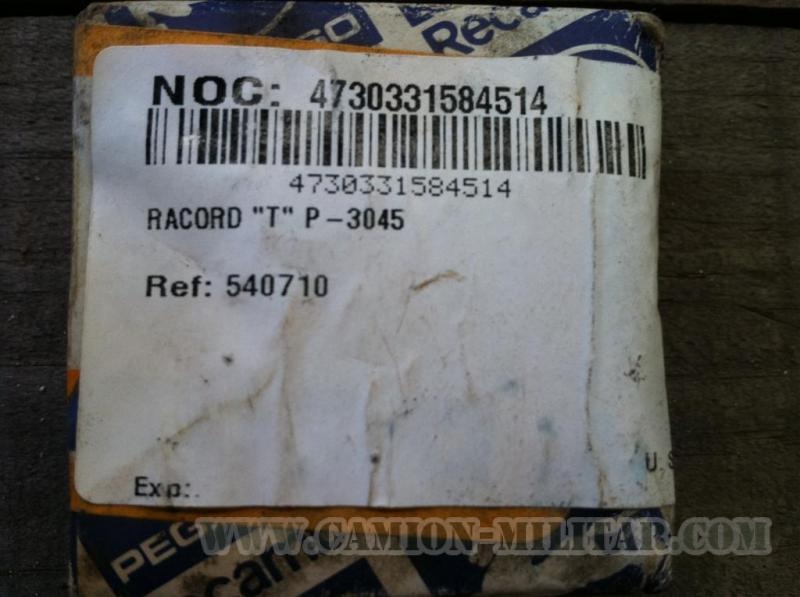 NOC: 4730331584514
4730331584514
RACORD "T" P-3045
Ref: 540710
Exp:.
WWW.CAMION-MILITAR.COM